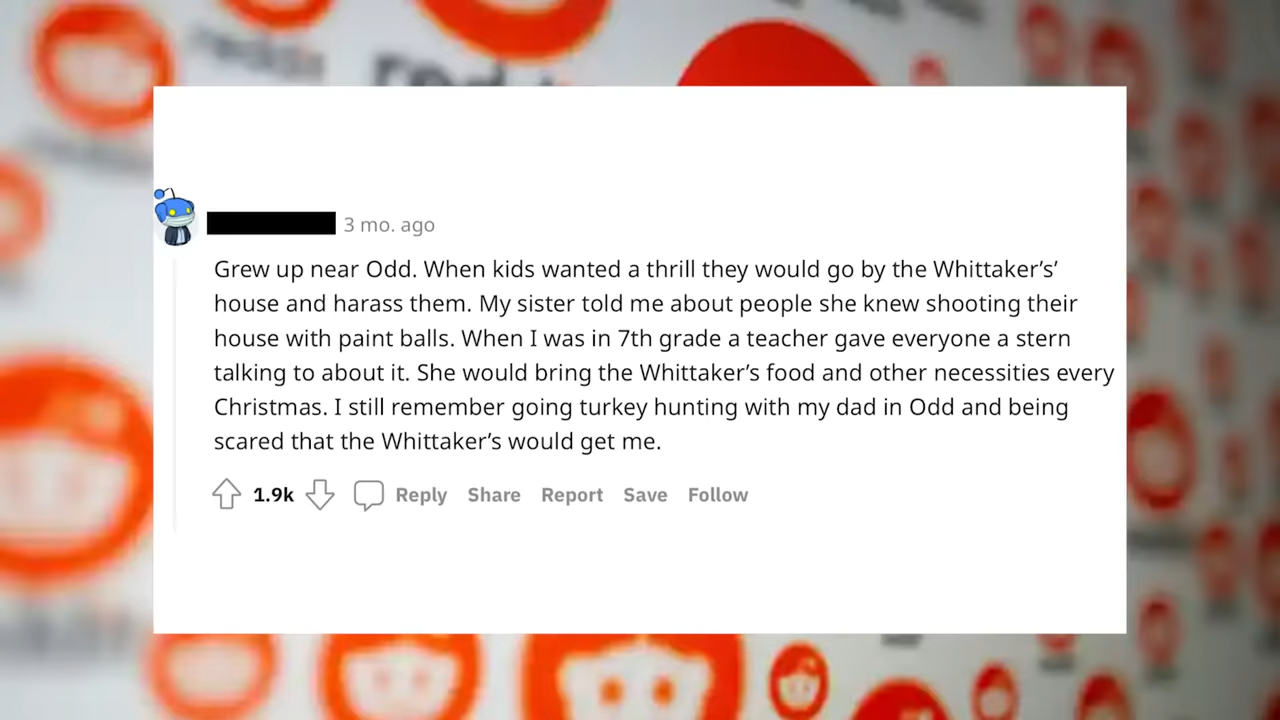 reddit
reddit
3 mo. ago
Grew up near Odd. When kids wanted a thrill they would go by the Whittaker’s’
house and harass them. My sister told me about people she knew shooting their
house with paint balls. When I was in 7th grade a teacher gave everyone a stern
talking to about it. She would bring the Whittaker’s food and other necessities every
Christmas. I still remember going turkey hunting with my dad in Odd and being
scared that the Whittaker’s would get me.
1.9k Reply Share Report Save Follow